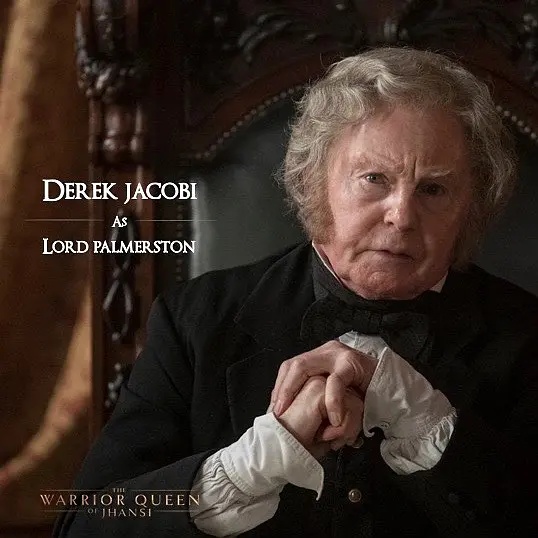 DEREK JACOBI
AS
LORD PALMERSTON
THE
WARRIOR QUEEN
OF JHANSI